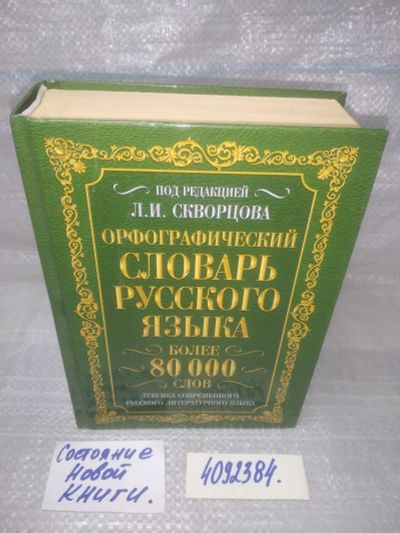 ПОД РЕДАКЦИЕЙ
Л.И. СКВОРЦОВА
ОРФОГРАФИЧЕСКИЙ
СЛОВАРЬ
РУССКОГО
ЯЗЫКА
БОЛЕЕ
80 000
СЛОВ
ЛЕКСИКА СОВРЕМЕННОГО
РУССКОГО ЛИТЕРАТУРНОГО ЯЗЫКА
Состояние
Новой
КНИГИ.
4092384.